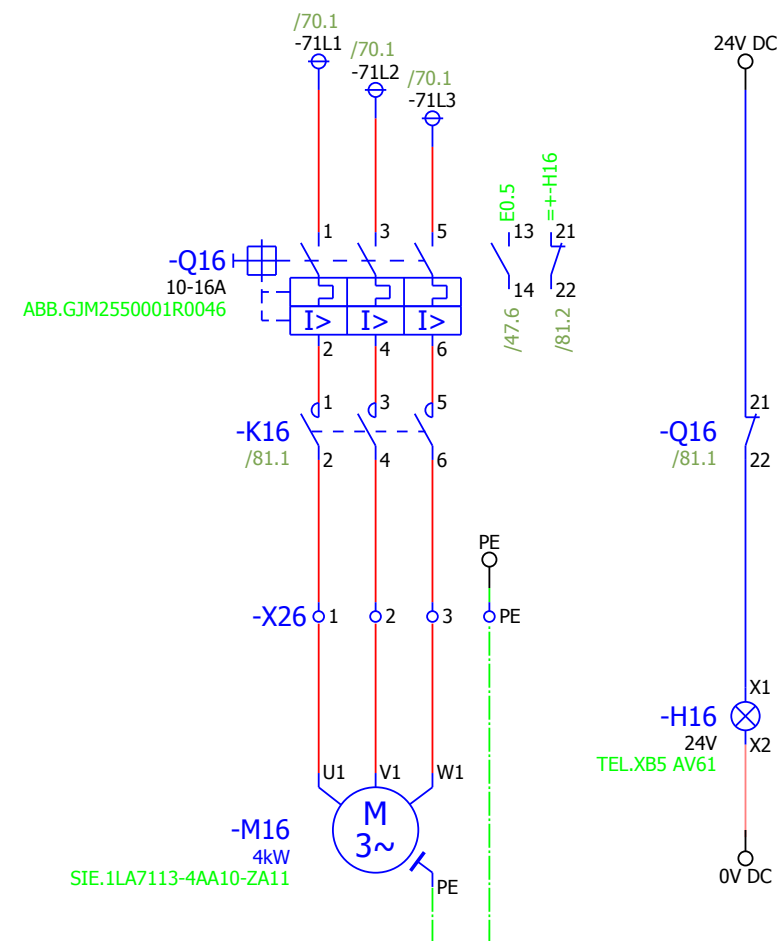 /70.1
-71L1
/70.1
-71L2
/70.1
-71L3
24V DC
E0.5
=+-H16
1
3
5
13
21
-Q16
10-16A
ABB.GJM2550001R0046
14
22
I>
I>
I>
/47.6
/81.2
2
4
6
1
3
5
21
-K16
/81.1
2
4
6
-Q16
/81.1
22
PE
-X26
1
2
3
PE
X1
-H16
24V
TEL.XB5 AV61
X2
U1
V1
W1
-M16
4kW
SIE.1LA7113-4AA10-ZA11
M
3~
PE
0V DC